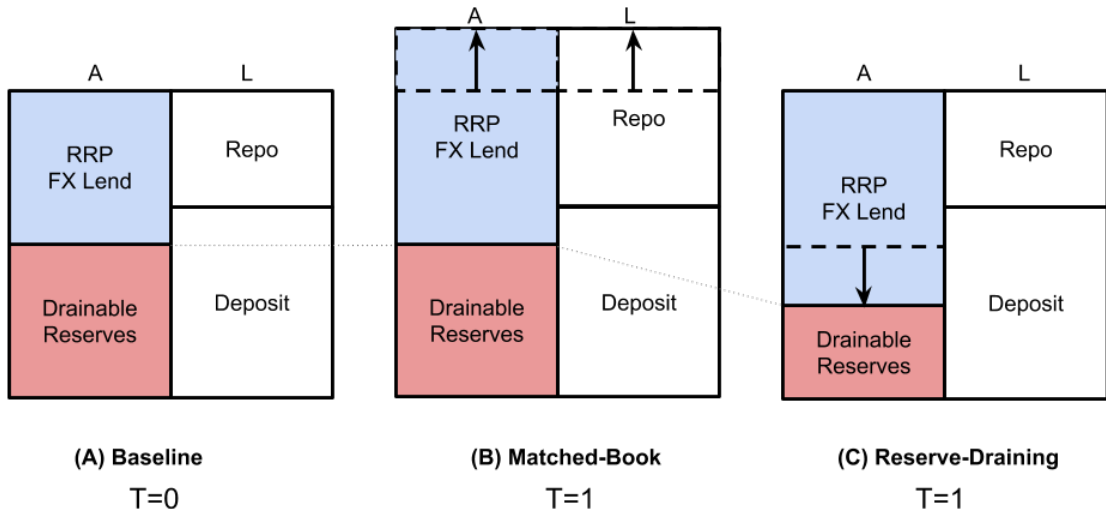 A
L
RRP
FX Lend
Repo
Drainable
Reserves
Deposit
(A) Baseline
T=0
A
L
RRP
FX Lend
Repo
Drainable
Reserves
Deposit
(B) Matched-Book
T=1
A
L
RRP
FX Lend
Repo
Drainable
Reserves
Deposit
(C) Reserve-Draining
T=1